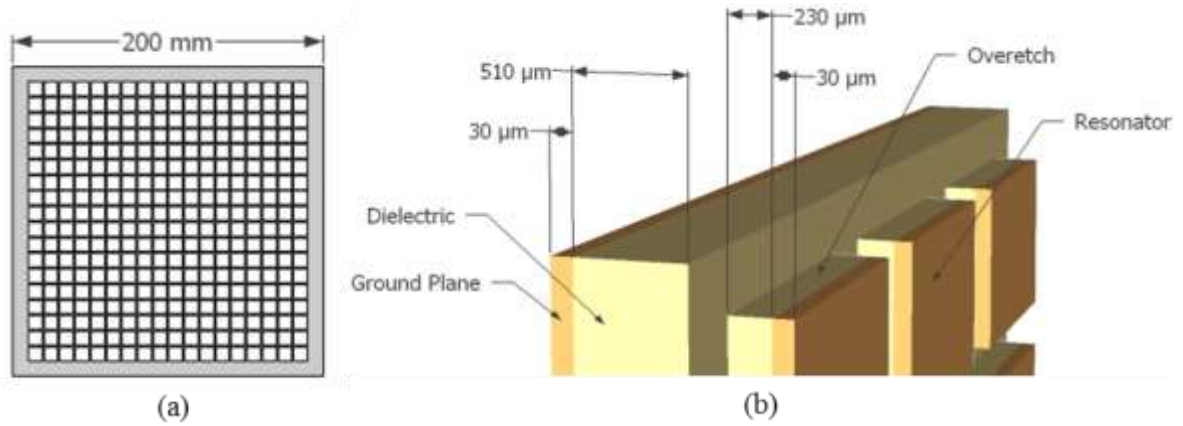 200 mm
(a)
230 µm
510 µm
Overetch
30 µm
Resonator
30 µm
Dielectric
Ground Plane
(b)